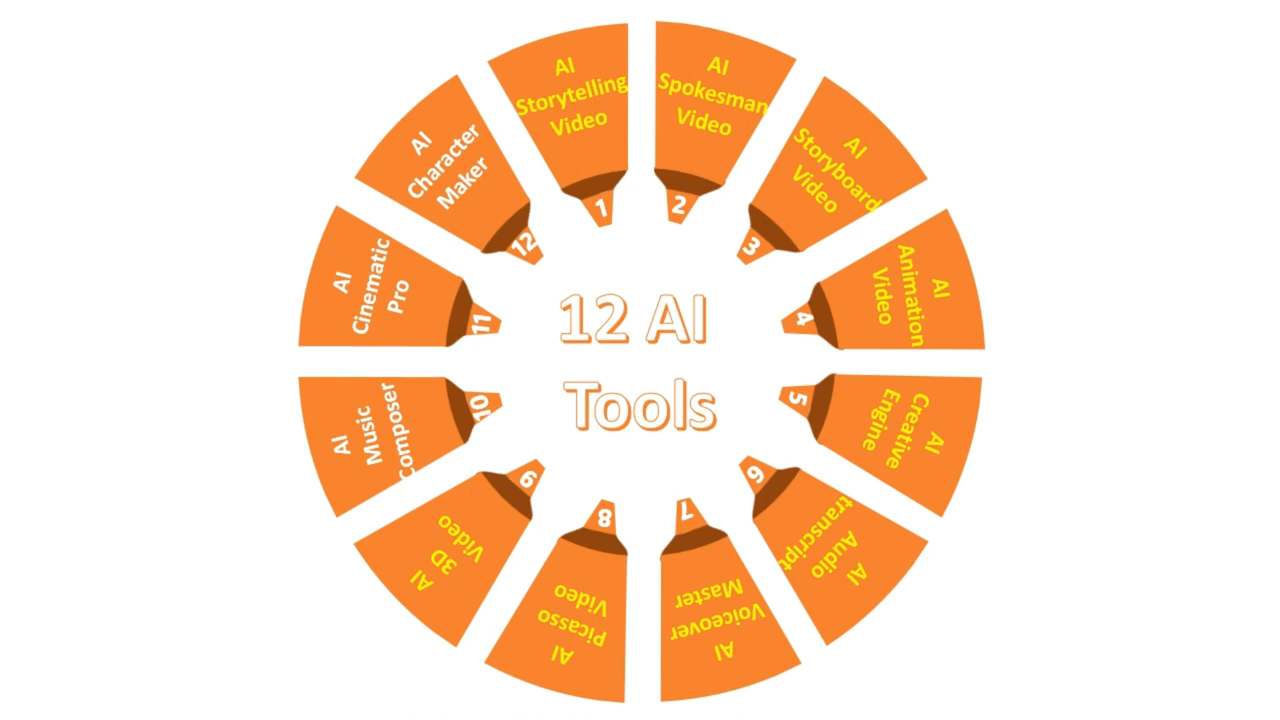 12 AI
Tools
AI
Storytelling
Video
1
AI
Spokesman
Video
2
AI
Storyboard
Video
3
AI
Animation
Video
4
AI
Creative
Engine
5
AI
Audio
transcript
6
AI
Voiceover
Master
7
AI
Picasso
Video
8
AI
3D
Video
9
AI
Music
Composer
10
AI
Cinematic
Pro
11
AI
Character
Maker
12